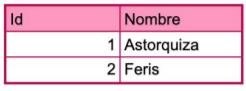 Id Nombre
1 Astorquiza
2 Feris